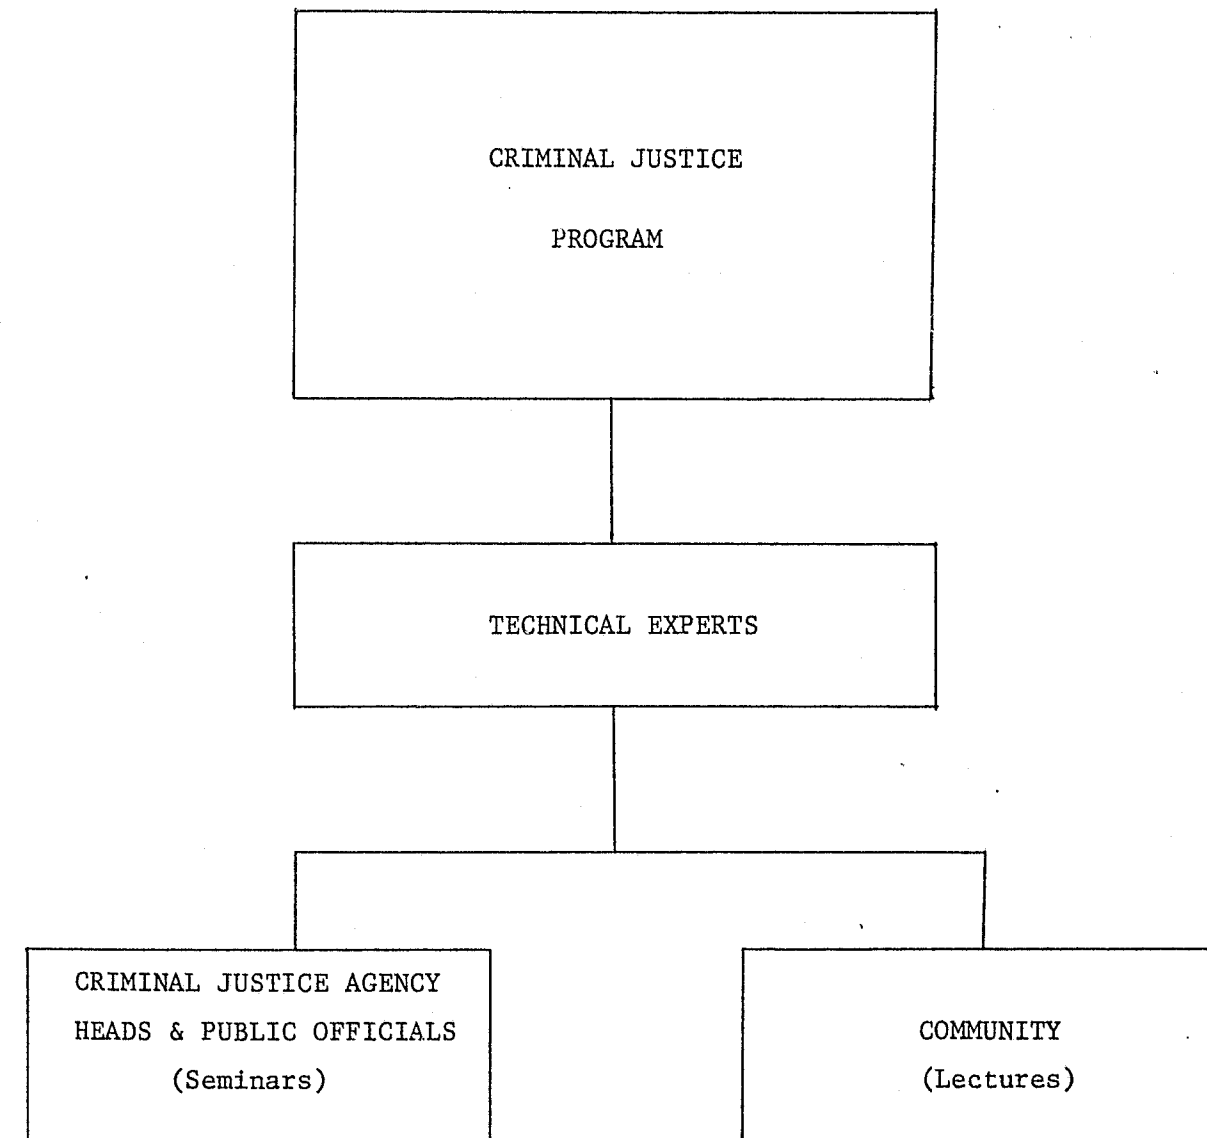 CRIMINAL JUSTICE
PROGRAM
TECHNICAL EXPERTS
CRIMINAL JUSTICE AGENCY
HEADS & PUBLIC OFFICIALS
(Seminars)
COMMUNITY
(Lectures)